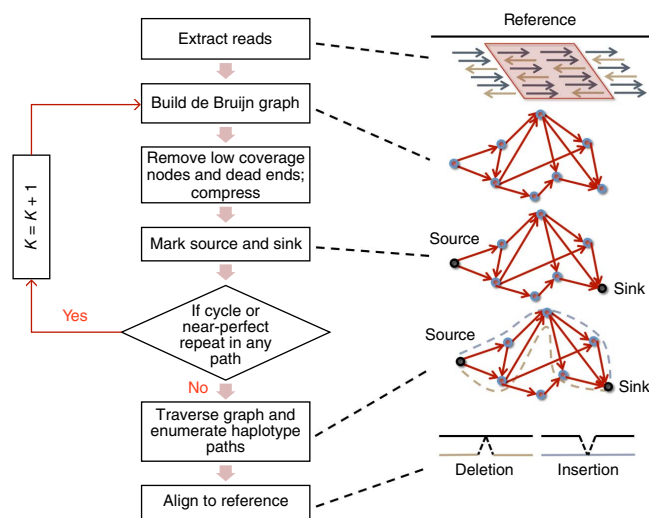 Reference
Extract reads
Build de Bruijn graph
Remove low coverage
nodes and dead ends;
compress
K = K + 1
Mark source and sink
Source
Sink
Yes
If cycle or
near-perfect
repeat in any
path
No
Source
Sink
Traverse graph and
enumerate haplotype
paths
Align to reference
Deletion
Insertion